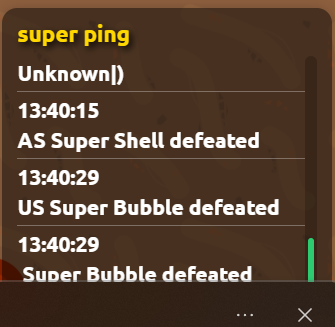 super ping
Unknown|)
13:40:15
AS Super Shell defeated
13:40:29
US Super Bubble defeated
13:40:29
Super Bubble defeated